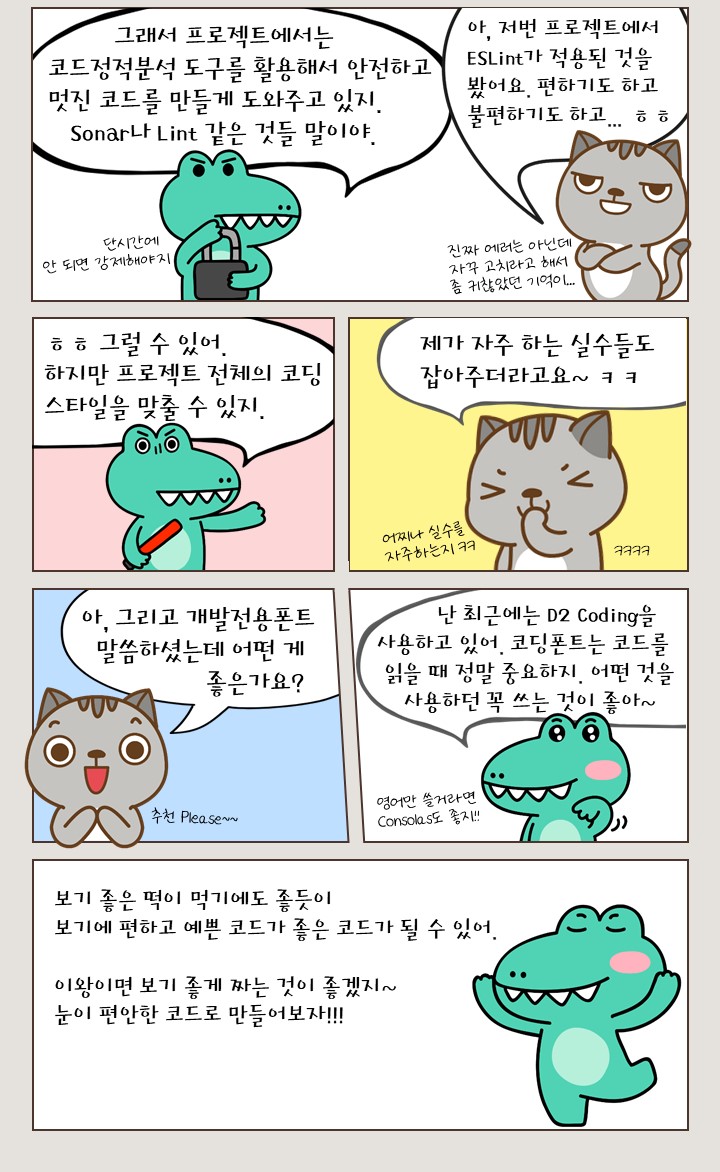 그래서 프로젝트에서는
코드정적분석 도구를 활용해서 안전하고
멋진 코드를 만들게 도와주고 있지.
Sonar나 Lint 같은 것들 말이야.
단시간에
안 되면 강제해야지
아, 저번 프로젝트에서
ESLint가 적용된 것을
봤어요. 편하기도 하고
불편하기도 하고... ㅎㅎ
진짜 에러는 아닌데
자꾸 고치라고 해서
좀 귀찮았던 기억이...
ㅎㅎ 그럴 수 있어.
하지만 프로젝트 전체의 코딩
스타일을 맞출 수 있지.
제가 자주 하는 실수들도
잡아주더라고요~ ㅋㅋ
어찌나 실수를
자주하는지 ㅋㅋ
ㅋㅋㅋㅋ
아, 그리고 개발전용폰트
말씀하셨는데 어떤 게
좋은가요?
추천 Please~~
난 최근에는 D2 Coding을
사용하고 있어. 코딩폰트는 코드를
읽을 때 정말 중요하지. 어떤 것을
사용하던 꼭 쓰는 것이 좋아~
영어만 쓸거라면
Consolas도 좋지!!
보기 좋은 떡이 먹기에도 좋듯이
보기에 편하고 예쁜 코드가 좋은 코드가 될 수 있어.
이왕이면 보기 좋게 짜는 것이 좋겠지~
눈이 편안한 코드로 만들어보자!!!